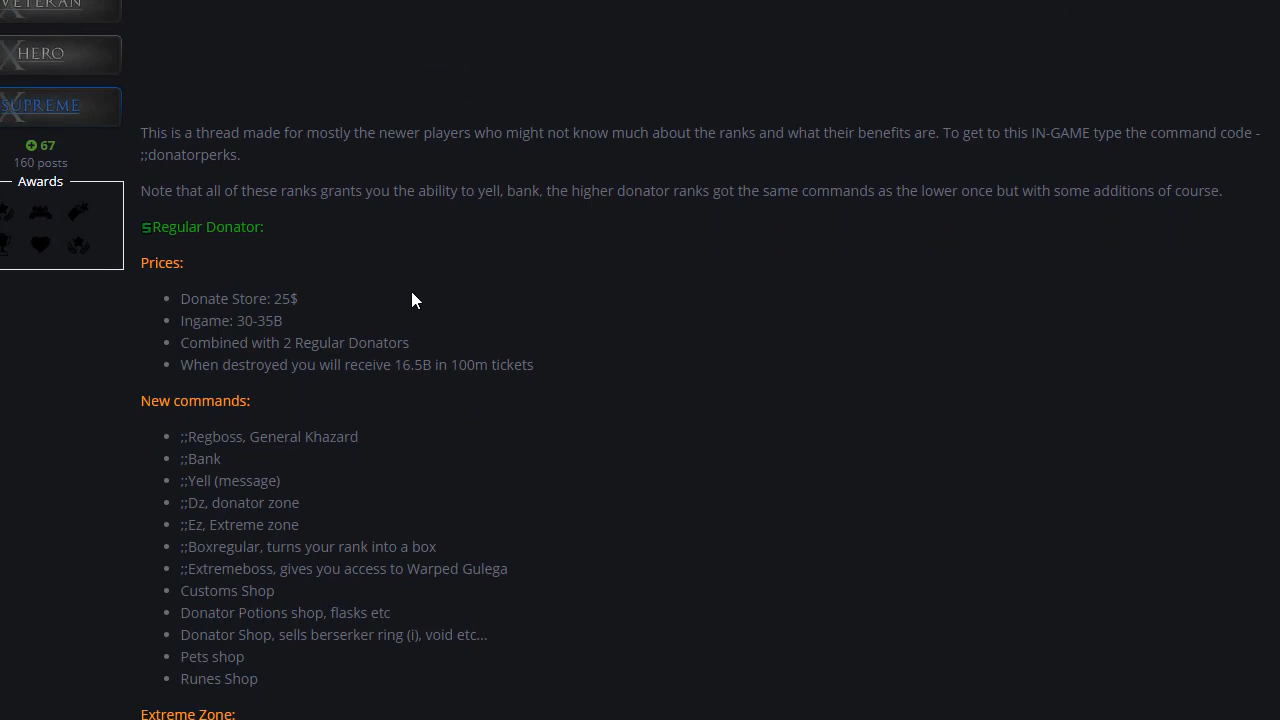 VETERAN
HERO
SUPREME
67
160 posts
Awards
This is a thread made for mostly the newer players who might not know much about the ranks and what their benefits are. To get to this IN-GAME type the command code -
;;donatorperks.
Note that all of these ranks grants you the ability to yell, bank, the higher donator ranks got the same commands as the lower once but with some additions of course.
Regular Donator:
Prices:
Donate Store: 25$
Ingame: 30-35B
Combined with 2 Regular Donators
When destroyed you will receive 16.5B in 100m tickets
New commands:
;;Regboss, General Khazard
;;Bank
;;Yell (message)
;;Dz, donator zone
;;Ez, Extreme zone
;;Boxregular, turns your rank into a box
;;Extremeboss, gives you access to Warped Gulega
Customs Shop
Donator Potions shop, flasks etc
Donator Shop, sells berserker ring (i), void etc...
Pets shop
Runes Shop
Extreme Zone: